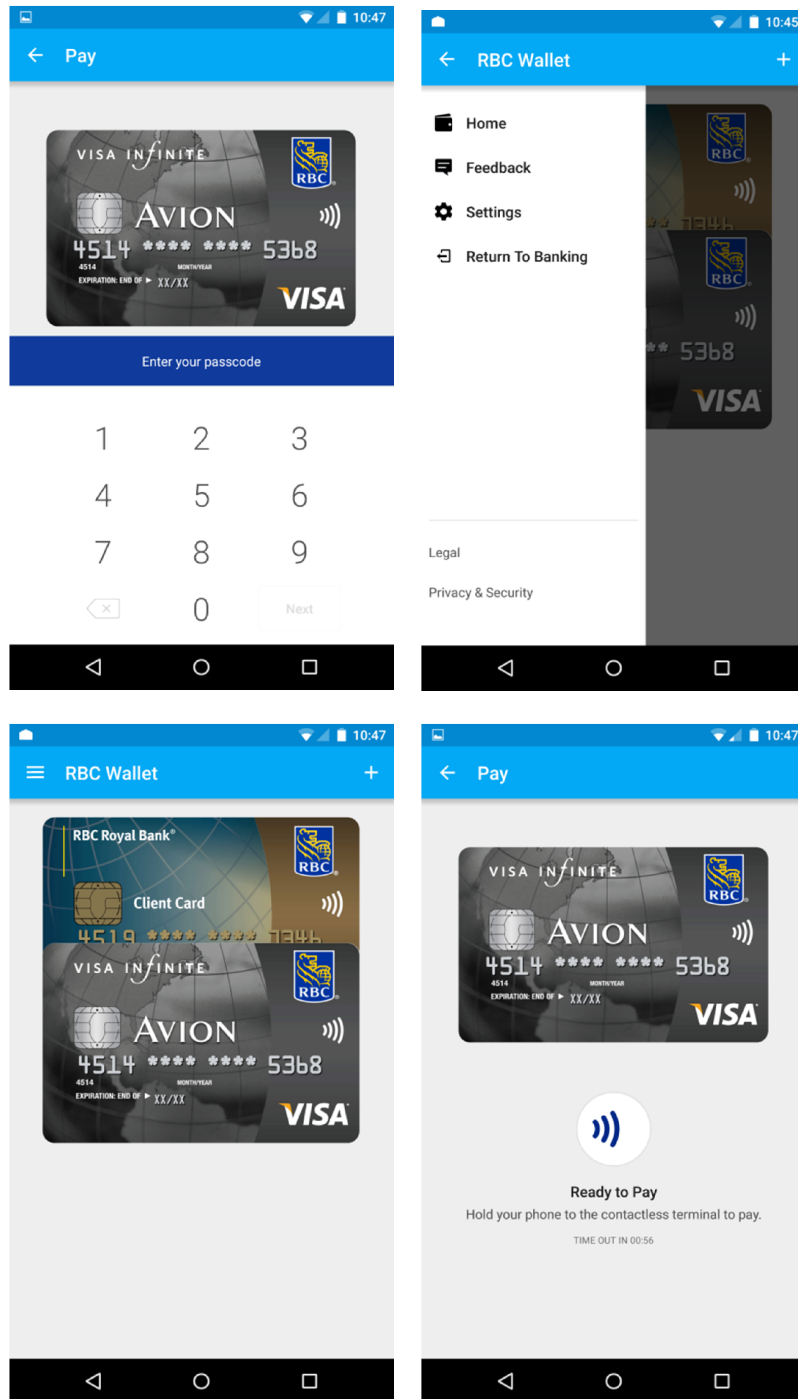 10:47
Pay
VISA INFINITE
RBC
AVION
4514 **** **** 5368
4514
MONTH/YEAR
EXPIRATION: END OF ► XX/XX
VISA
Enter your passcode
1 2 3
4 5 6
7 8 9
0 Next
10:45
RBC Wallet +
Home
Feedback
Settings
Return To Banking
RBC
7346
RBC
** 5368
VISA
Legal
Privacy & Security
10:47
RBC Wallet +
RBC Royal Bank®
RBC
Client Card
4519 **** **** 7346
VISA INFINITE
RBC
AVION
4514 **** **** 5368
4514
MONTH/YEAR
EXPIRATION: END OF ► XX/XX
VISA
10:47
Pay
VISA INFINITE
RBC
AVION
4514 **** **** 5368
4514
MONTH/YEAR
EXPIRATION: END OF ► XX/XX
VISA
Ready to Pay
Hold your phone to the contactless terminal to pay.
TIME OUT IN 00:56